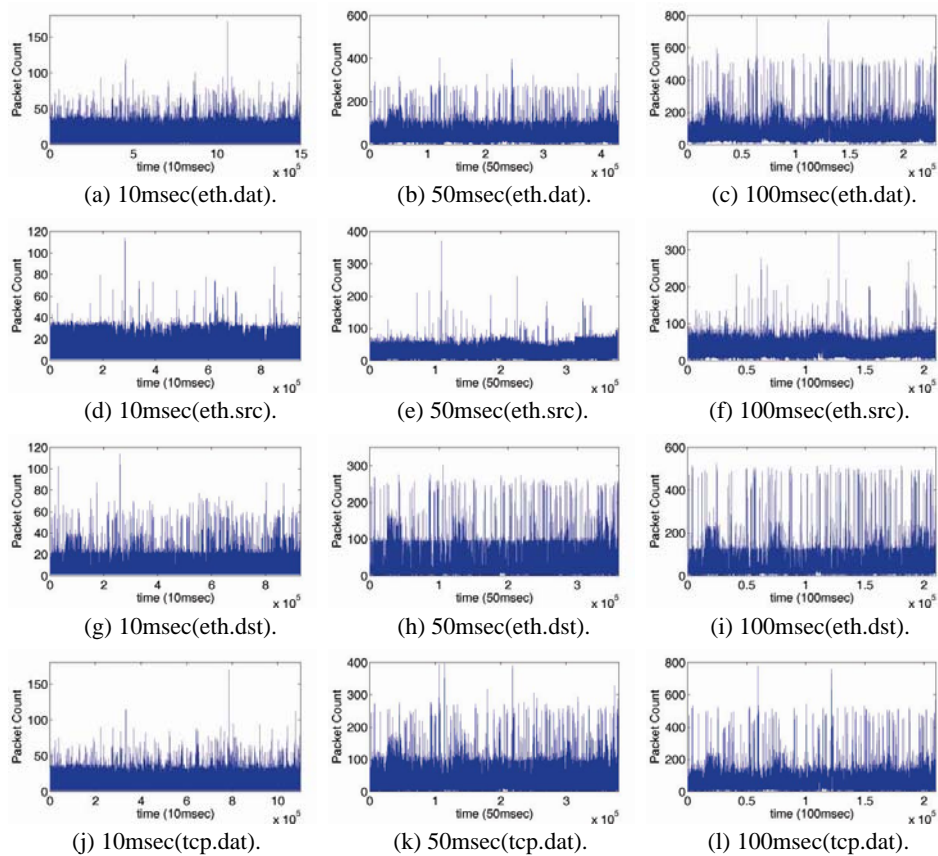 Packet Count
150
100
50
0
0 5 10 15
time (10msec)
x 10^5
(a) 10msec(eth.dat).
Packet Count
600
400
200
0
0 1 2 3 4
time (50msec)
x 10^5
(b) 50msec(eth.dat).
Packet Count
800
600
400
200
0
0 0.5 1 1.5 2
time (100msec)
x 10^5
(c) 100msec(eth.dat).
Packet Count
120
100
80
60
40
20
0
0 2 4 6 8
time (10msec)
x 10^5
(d) 10msec(eth.src).
Packet Count
400
300
200
100
0
0 1 2 3
time (50msec)
x 10^5
(e) 50msec(eth.src).
Packet Count
300
200
100
0
0 0.5 1 1.5 2
time (100msec)
x 10^5
(f) 100msec(eth.src).
Packet Count
120
100
80
60
40
20
0
0 2 4 6 8
time (10msec)
x 10^5
(g) 10msec(eth.dst).
Packet Count
300
200
100
0
0 1 2 3
time (50msec)
x 10^5
(h) 50msec(eth.dst).
Packet Count
600
400
200
0
0 0.5 1 1.5 2
time (100msec)
x 10^5
(i) 100msec(eth.dst).
Packet Count
150
100
50
0
0 2 4 6 8 10
time (10msec)
x 10^5
(j) 10msec(tcp.dat).
Packet Count
400
300
200
100
0
0 1 2 3
time (50msec)
x 10^5
(k) 50msec(tcp.dat).
Packet Count
800
600
400
200
0
0 0.5 1 1.5 2
time (100msec)
x 10^5
(l) 100msec(tcp.dat).